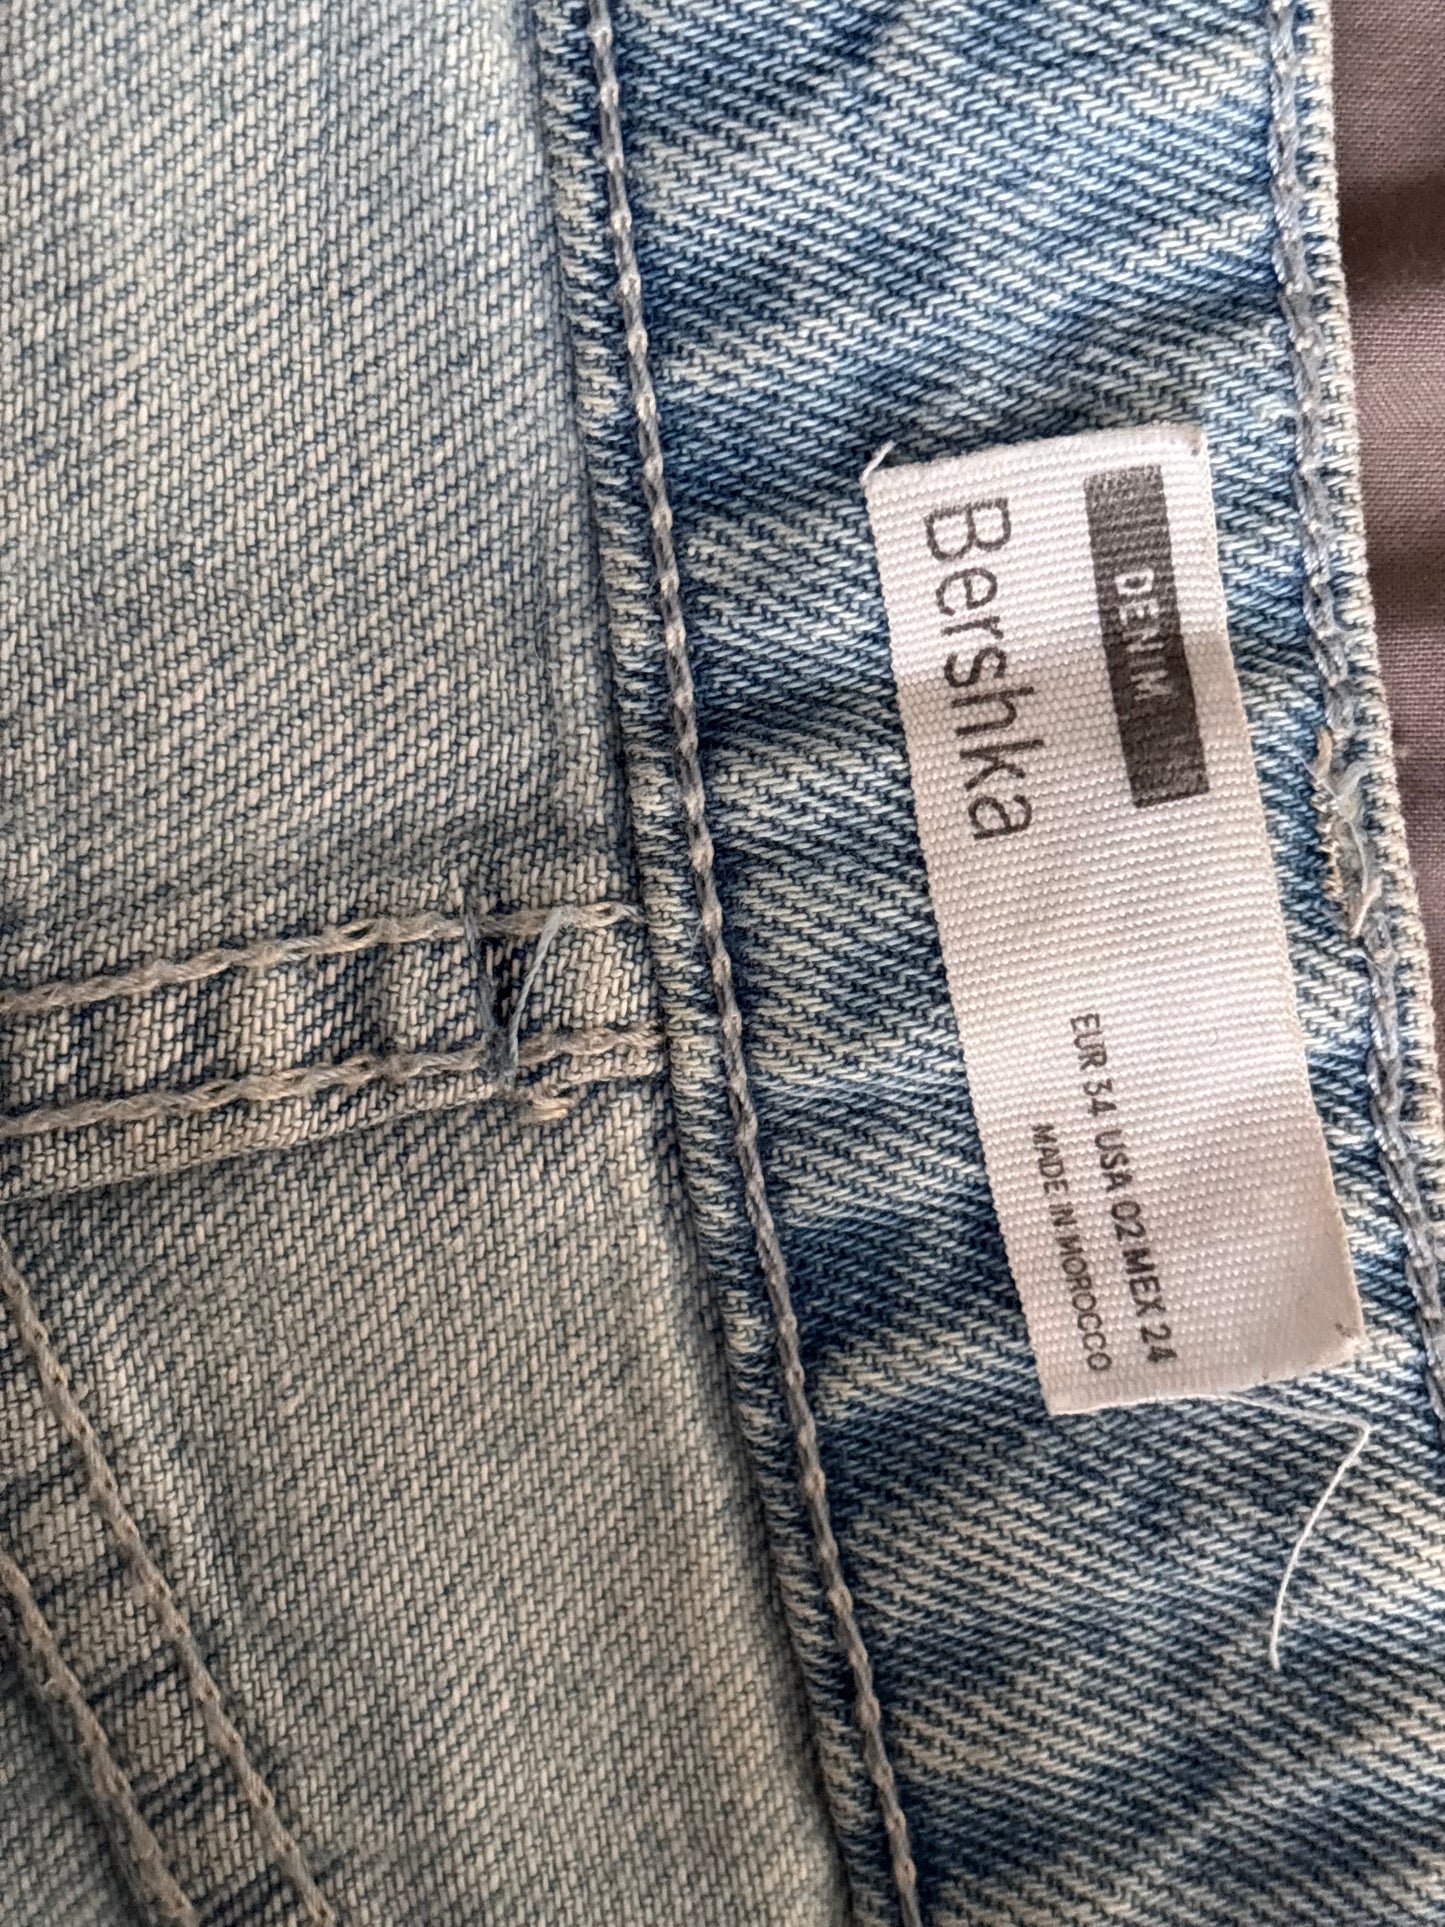 DENIM
Bershka
EUR 34 USA 02 MEX 24
MADE IN MOROCCO